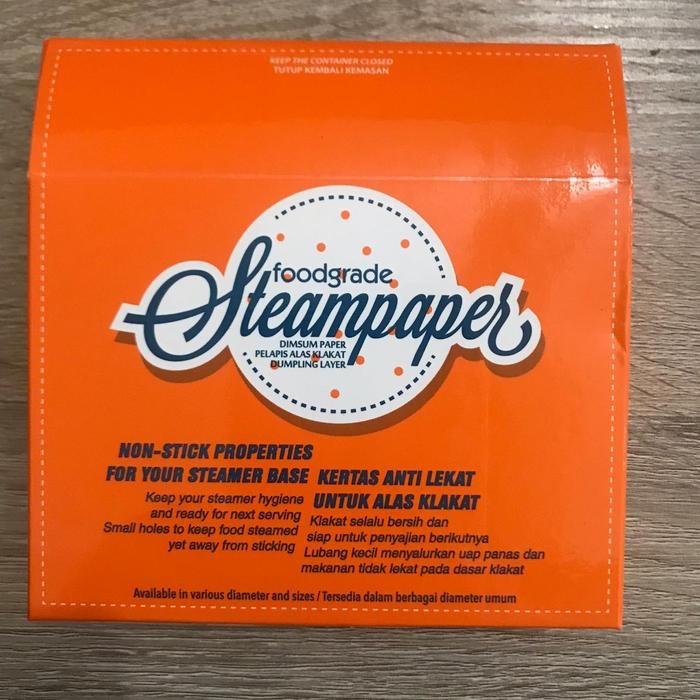 KEEP THE CONTAINER CLOSED
TUTUP KEMBALI KEMASAN
foodgrade
Steampaper
DIMSUM PAPER
PELAPIS ALAS KLAKAT
DUMPLING LAYER
NON-STICK PROPERTIES
FOR YOUR STEAMER BASE
Keep your steamer hygiene
and ready for next serving
Small holes to keep food steamed
yet away from sticking
KERTAS ANTI LEKAT
UNTUK ALAS KLAKAT
Klakat selalu bersih dan
siap untuk penyajian berikutnya
Lubang kecil menyalurkan uap panas dan
makanan tidak lekat pada dasar klakat
Available in various diameter and sizes / Tersedia dalam berbagai diameter umum